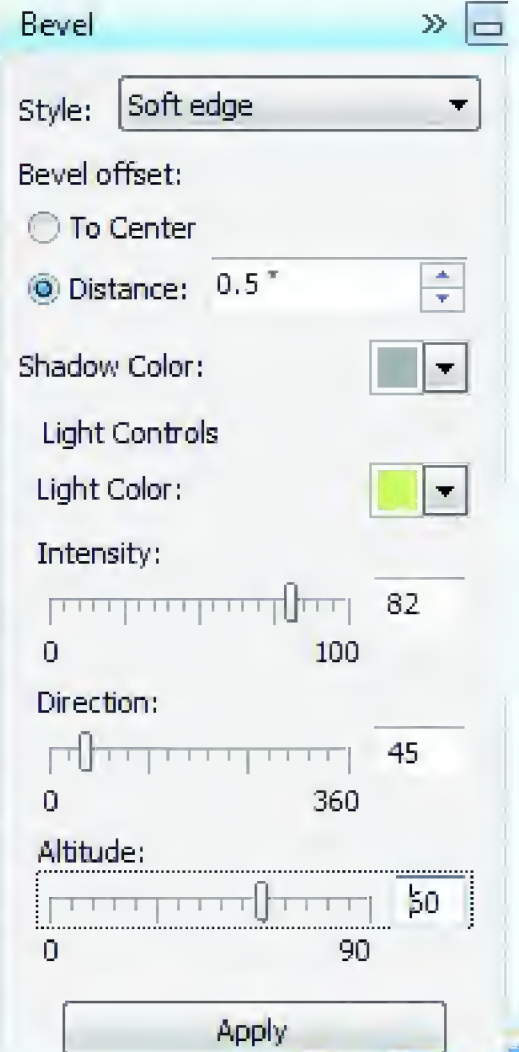 Bevel »
Style: Soft edge
Bevel offset:
To Center
Distance: 0.5 "
Shadow Color:
Light Controls
Light Color:
Intensity:
82
0 100
Direction:
45
0 360
Altitude:
60
0 90
Apply